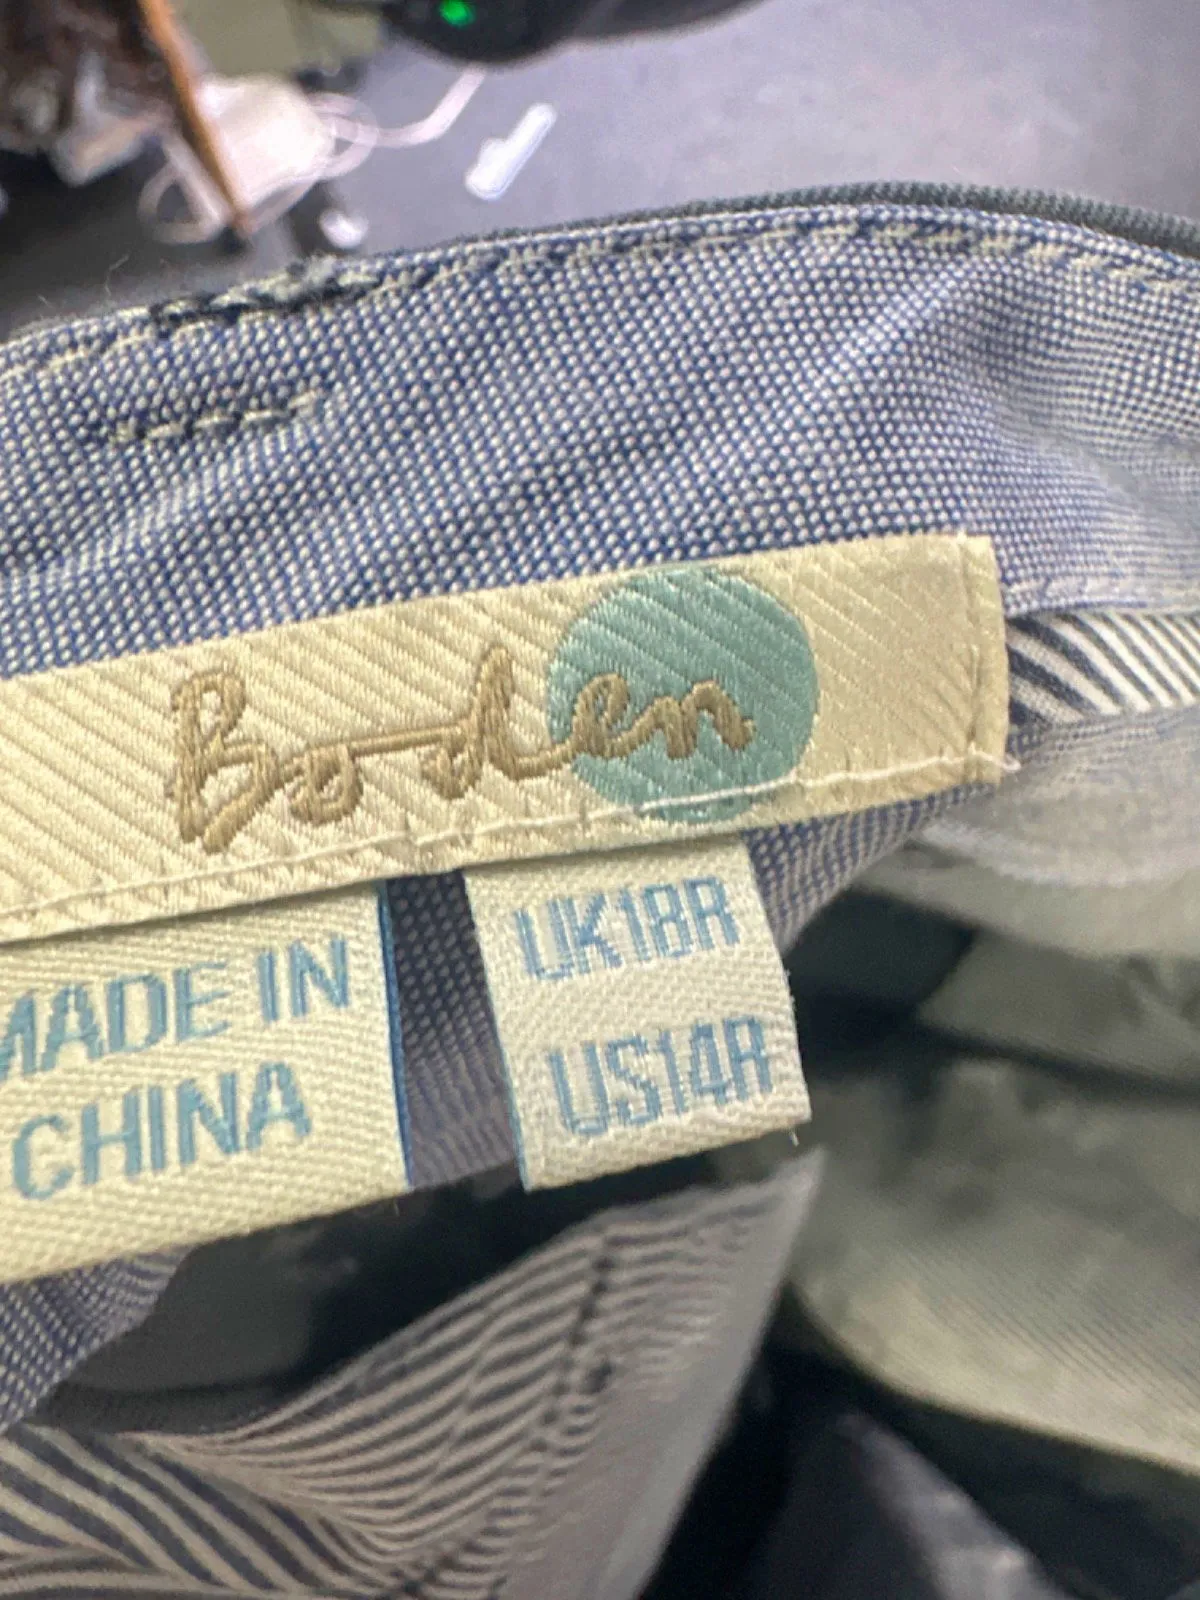 Boden
MADE IN
CHINA
UK18R
US14R